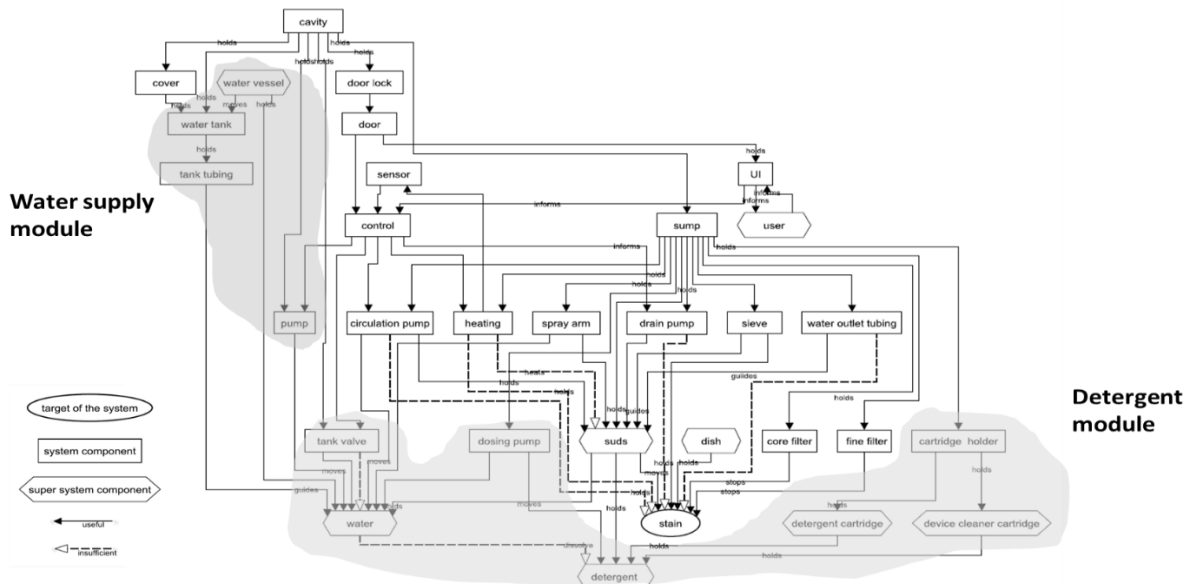 cavity
holds
holds
holds
holds
holds
holds
cover
water vessel
door lock
holds
moves
holds
holds
water tank
door
holds
holds
tank tubing
sensor
UI
Water supply
module
informs
informs
informs
control
sump
user
informs
holds
holds
holds
holds
pump
circulation pump
heating
spray arm
drain pump
sieve
water outlet tubing
heats
holds
holds
guides
guides
holds
holds
Detergent
module
target of the system
system component
super system component
useful
insufficient
tank valve
dosing pump
suds
dish
core filter
fine filter
cartridge holder
moves
moves
holds
moves
holds
holds
stops
stops
guides
moves
holds
holds
holds
water
stain
detergent cartridge
device cleaner cartridge
dissolve
holds
holds
detergent